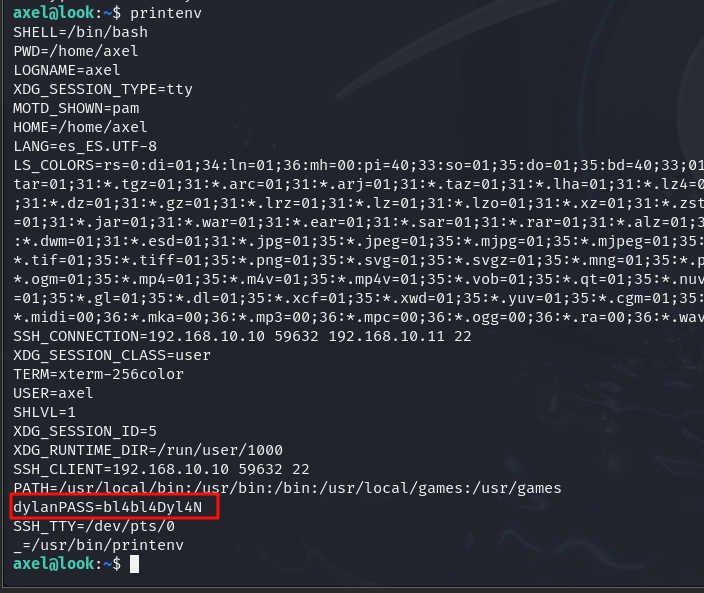 axel@look:~$ printenv
SHELL=/bin/bash
PWD=/home/axel
LOGNAME=axel
XDG_SESSION_TYPE=tty
MOTD_SHOWN=pam
HOME=/home/axel
LANG=es_ES.UTF-8
LS_COLORS=rs=0:di=01;34:ln=01;36:mh=00:pi=40;33:so=01;35:do=01;35:bd=40;33;01
tar=01;31:*.tgz=01;31:*.arc=01;31:*.arj=01;31:*.taz=01;31:*.lha=01;31:*.lz4=0
;31:*.dz=01;31:*.gz=01;31:*.lrz=01;31:*.lz=01;31:*.lzo=01;31:*.xz=01;31:*.zst
=01;31:*.jar=01;31:*.war=01;31:*.ear=01;31:*.sar=01;31:*.rar=01;31:*.alz=01;3
:*.dwm=01;31:*.esd=01;31:*.jpg=01;35:*.jpeg=01;35:*.mjpg=01;35:*.mjpeg=01;35:
*.tif=01;35:*.tiff=01;35:*.png=01;35:*.svg=01;35:*.svgz=01;35:*.mng=01;35:*.p
*.ogm=01;35:*.mp4=01;35:*.m4v=01;35:*.mp4v=01;35:*.vob=01;35:*.qt=01;35:*.nuv
=01;35:*.gl=01;35:*.dl=01;35:*.xcf=01;35:*.xwd=01;35:*.yuv=01;35:*.cgm=01;35:
*.midi=00;36:*.mka=00;36:*.mp3=00;36:*.mpc=00;36:*.ogg=00;36:*.ra=00;36:*.wav
SSH_CONNECTION=192.168.10.10 59632 192.168.10.11 22
XDG_SESSION_CLASS=user
TERM=xterm-256color
USER=axel
SHLVL=1
XDG_SESSION_ID=5
XDG_RUNTIME_DIR=/run/user/1000
SSH_CLIENT=192.168.10.10 59632 22
PATH=/usr/local/bin:/usr/bin:/bin:/usr/local/games:/usr/games
dylanPASS=bl4bl4Dyl4N
SSH_TTY=/dev/pts/0
_=/usr/bin/printenv
axel@look:~$